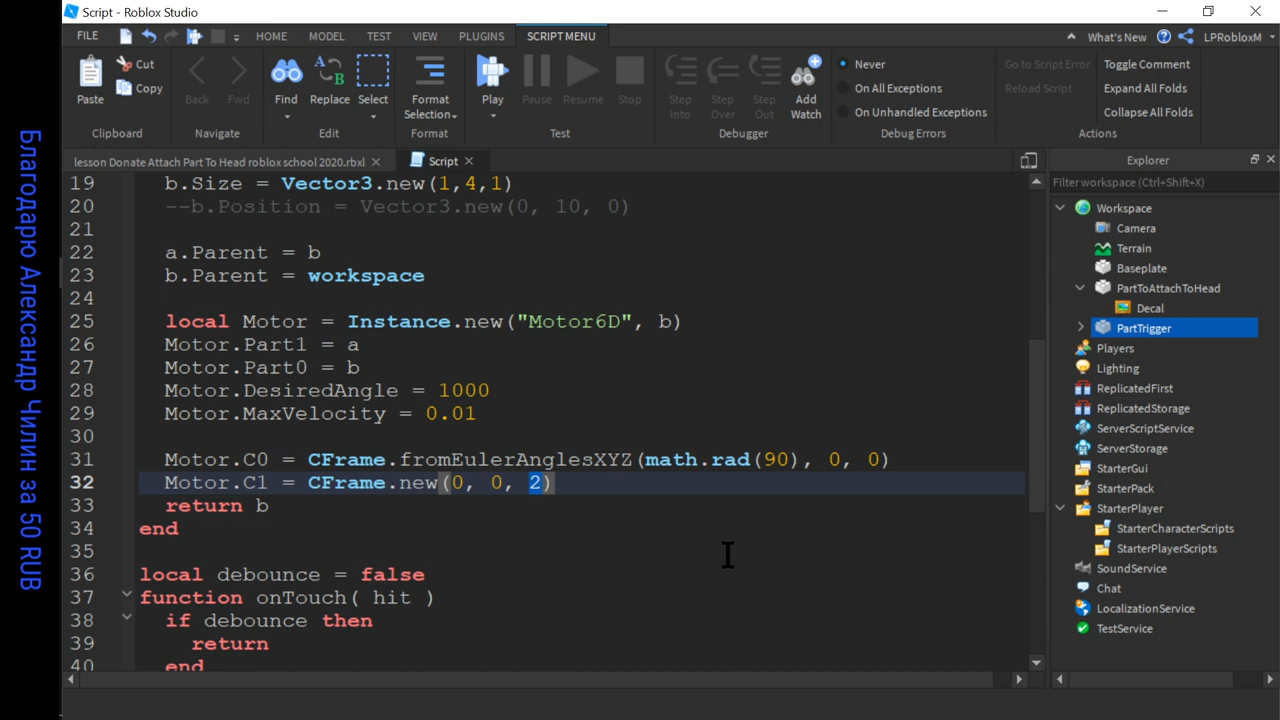 Script - Roblox Studio
FILE
HOME
MODEL
TEST
VIEW
PLUGINS
SCRIPT MENU
What's New
LPRobloxM
Paste
Cut
Copy
Clipboard
Back
Fwd
Navigate
Find
Replace
Select
Edit
Format
Selection
Format
Play
Pause
Resume
Stop
Test
Step
Into
Step
Over
Step
Out
Add
Watch
Debugger
Never
On All Exceptions
On Unhandled Exceptions
Debug Errors
Go to Script Error
Reload Script
Toggle Comment
Expand All Folds
Collapse All Folds
Actions
lesson Donate Attach Part To Head roblox school 2020.rbxl
Script
19 b.Size = Vector3.new(1,4,1)
20 --b.Position = Vector3.new(0, 10, 0)
21
22 a.Parent = b
23 b.Parent = workspace
24
25 local Motor = Instance.new("Motor6D", b)
26 Motor.Part1 = a
27 Motor.Part0 = b
28 Motor.DesiredAngle = 1000
29 Motor.MaxVelocity = 0.01
30
31 Motor.C0 = CFrame.fromEulerAnglesXYZ(math.rad(90), 0, 0)
32 Motor.C1 = CFrame.new(0, 0, 2)
33 return b
34 end
35
36 local debounce = false
37 function onTouch( hit )
38 if debounce then
39 return
40 end
Explorer
Filter workspace (Ctrl+Shift+X)
Workspace
Camera
Terrain
Baseplate
PartToAttachToHead
Decal
PartTrigger
Players
Lighting
ReplicatedFirst
ReplicatedStorage
ServerScriptService
ServerStorage
StarterGui
StarterPack
StarterPlayer
StarterCharacterScripts
StarterPlayerScripts
SoundService
Chat
LocalizationService
TestService
Благодарю Александр Чилин за 50 RUB